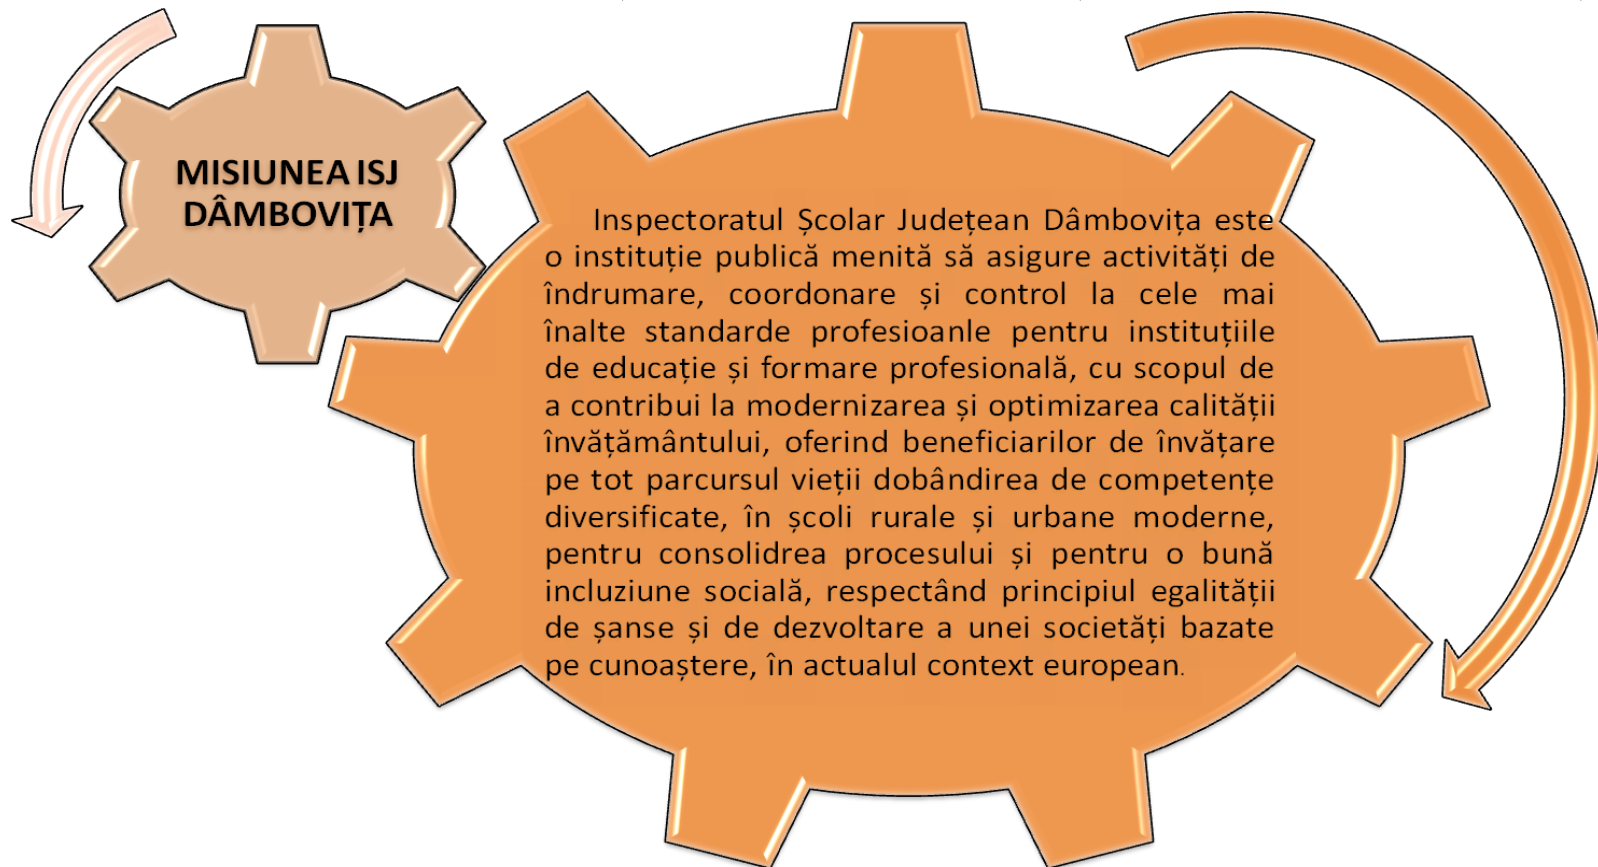 MISIUNEA ISJ
DÂMBOVIȚA
Inspectoratul Școlar Județean Dâmbovița este
o instituție publică menită să asigure activități de
îndrumare, coordonare și control la cele mai
înalte standarde profesioanle pentru instituțiile
de educație și formare profesională, cu scopul de
a contribui la modernizarea și optimizarea calității
învățământului, oferind beneficiarilor de învățare
pe tot parcursul vieții dobândirea de competențe
diversificate, în școli rurale și urbane moderne,
pentru consolidrea procesului și pentru o bună
incluziune socială, respectând principiul egalității
de șanse și de dezvoltare a unei societăți bazate
pe cunoaștere, în actualul context european.